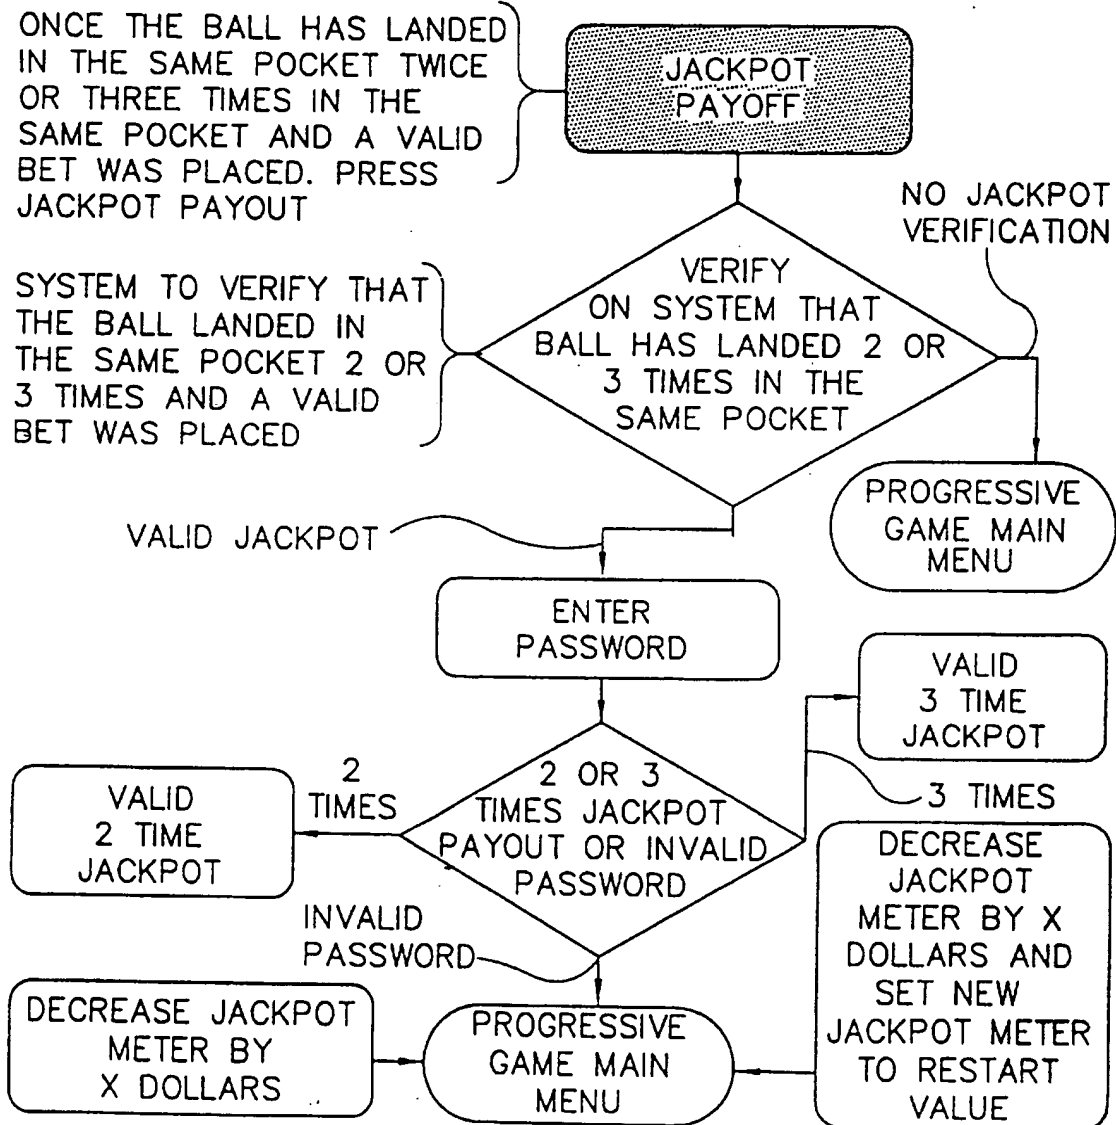 ONCE THE BALL HAS LANDED
IN THE SAME POCKET TWICE
OR THREE TIMES IN THE
SAME POCKET AND A VALID
BET WAS PLACED. PRESS
JACKPOT PAYOUT
JACKPOT
PAYOFF
NO JACKPOT
VERIFICATION
SYSTEM TO VERIFY THAT
THE BALL LANDED IN
THE SAME POCKET 2 OR
3 TIMES AND A VALID
BET WAS PLACED
VERIFY
ON SYSTEM THAT
BALL HAS LANDED 2 OR
3 TIMES IN THE
SAME POCKET
PROGRESSIVE
GAME MAIN
MENU
VALID JACKPOT
ENTER
PASSWORD
VALID
3 TIME
JACKPOT
2
TIMES
2 OR 3
TIMES JACKPOT
PAYOUT OR INVALID
PASSWORD
3 TIMES
VALID
2 TIME
JACKPOT
INVALID
PASSWORD
DECREASE
JACKPOT
METER BY X
DOLLARS AND
SET NEW
JACKPOT METER
TO RESTART
VALUE
DECREASE JACKPOT
METER BY
X DOLLARS
PROGRESSIVE
GAME MAIN
MENU